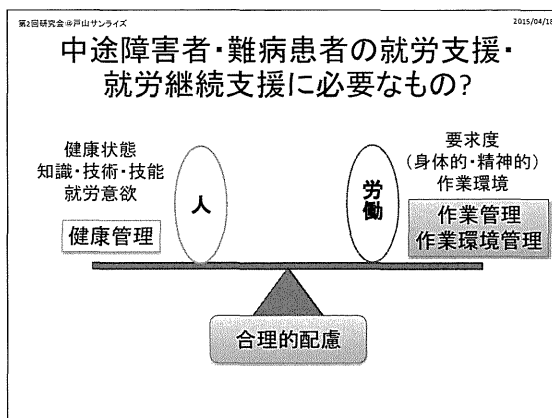 第2回研究会@戸山サンライズ
2015/04/18
中途障害者・難病患者の就労支援・
就労継続支援に必要なもの?
健康状態
知識・技術・技能
就労意欲
健康管理
人
労働
要求度
(身体的・精神的)
作業環境
作業管理
作業環境管理
合理的配慮